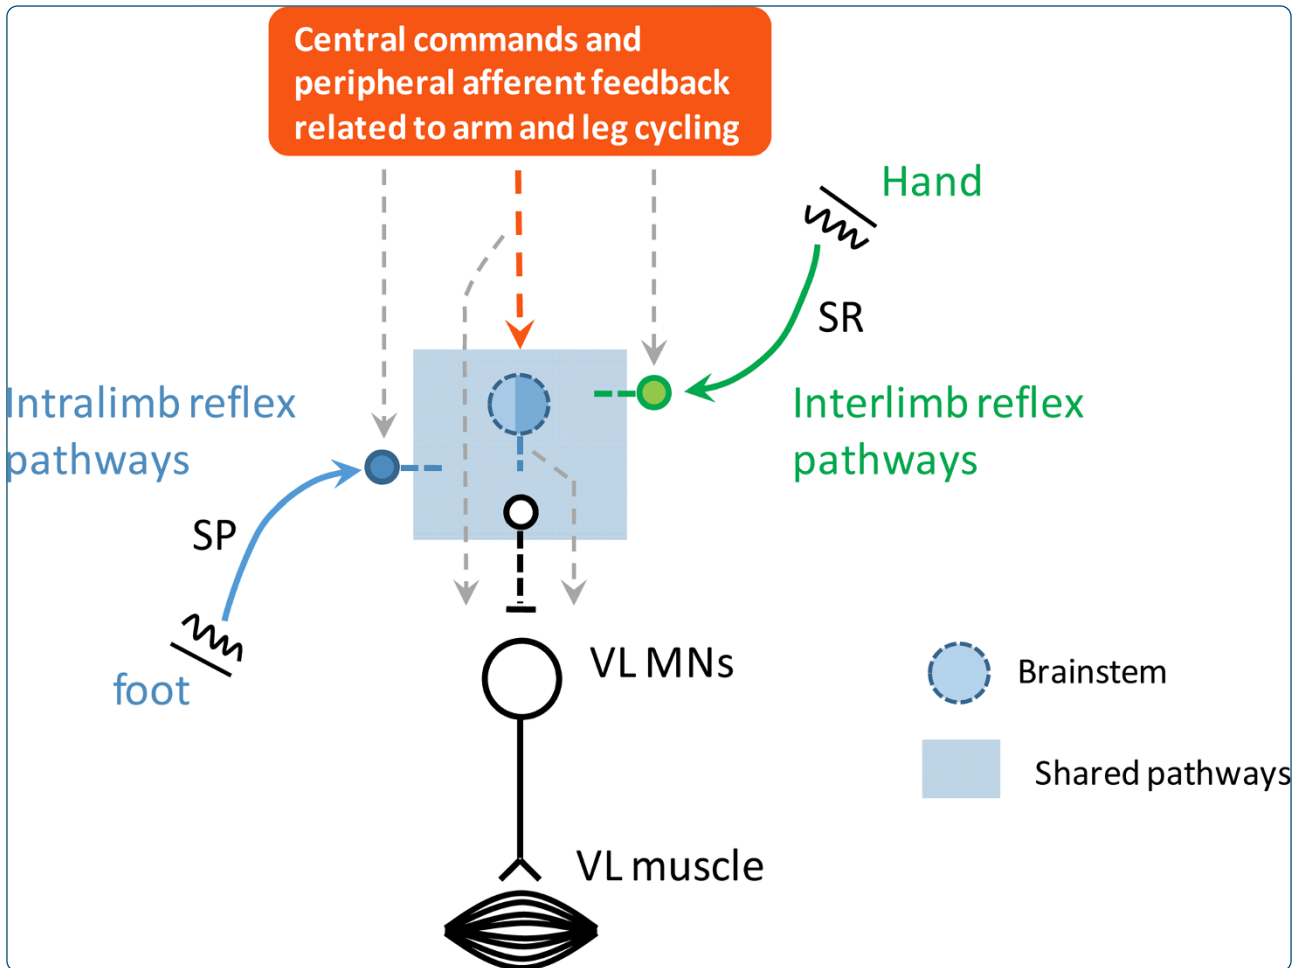 Central commands and
peripheral afferent feedback
related to arm and leg cycling
Hand
SR
Intralimb reflex
pathways
Interlimb reflex
pathways
SP
foot
VL MNs
Brainstem
Shared pathways
VL muscle